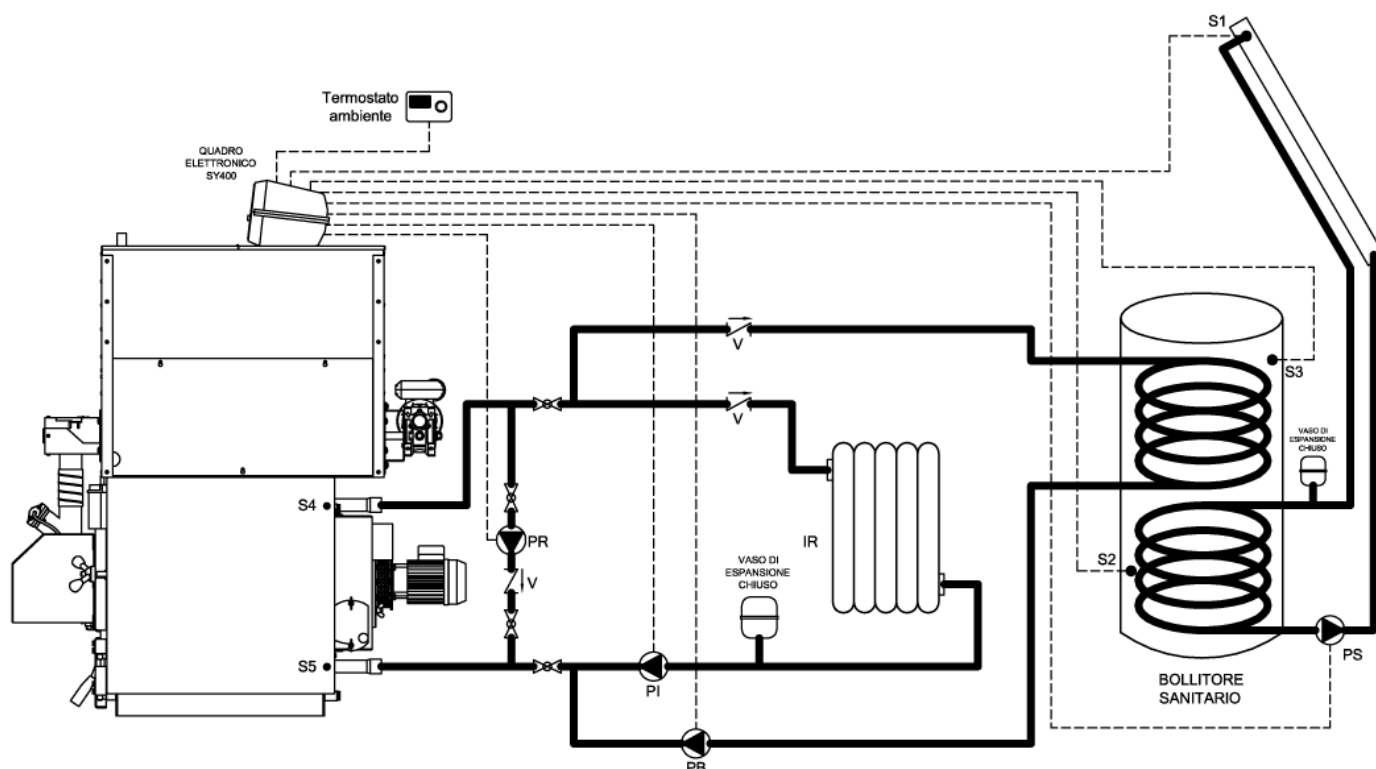 S1
Termostato
ambiente
QUADRO
ELETTRONICO
SY400
V
S3
V
VASO DI
ESPANSIONE
CHIUSO
S4
PR
IR
VASO DI
ESPANSIONE
CHIUSO
S2
V
S5
PI
PS
BOLLITORE
SANITARIO
PB